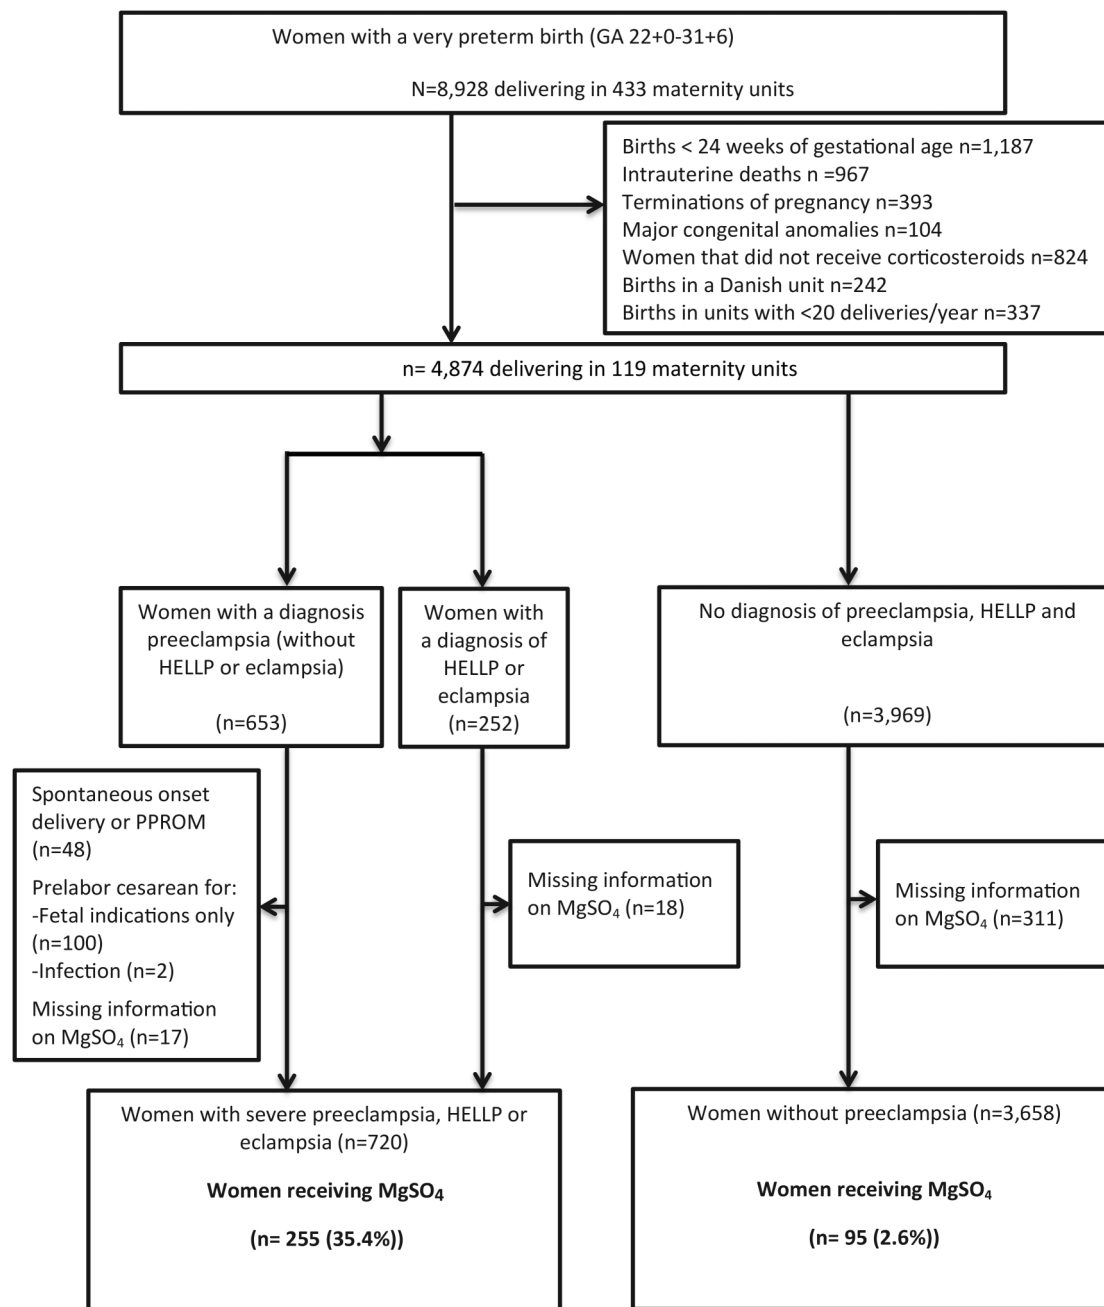 Women with a very preterm birth (GA 22+0-31+6)
N=8,928 delivering in 433 maternity units
Births < 24 weeks of gestational age n=1,187
Intrauterine deaths n =967
Terminations of pregnancy n=393
Major congenital anomalies n=104
Women that did not receive corticosteroids n=824
Births in a Danish unit n=242
Births in units with <20 deliveries/year n=337
n= 4,874 delivering in 119 maternity units
Women with a diagnosis
preeclampsia (without
HELLP or eclampsia)
(n=653)
Women with
a diagnosis of
HELLP or
eclampsia
(n=252)
No diagnosis of preeclampsia, HELLP and
eclampsia
(n=3,969)
Spontaneous onset
delivery or PPROM
(n=48)
Prelabor cesarean for:
-Fetal indications only
(n=100)
-Infection (n=2)
Missing information
on MgSO₄ (n=17)
Missing information
on MgSO₄ (n=18)
Missing information
on MgSO₄ (n=311)
Women with severe preeclampsia, HELLP or
eclampsia (n=720)
Women receiving MgSO₄
(n= 255 (35.4%))
Women without preeclampsia (n=3,658)
Women receiving MgSO₄
(n= 95 (2.6%))